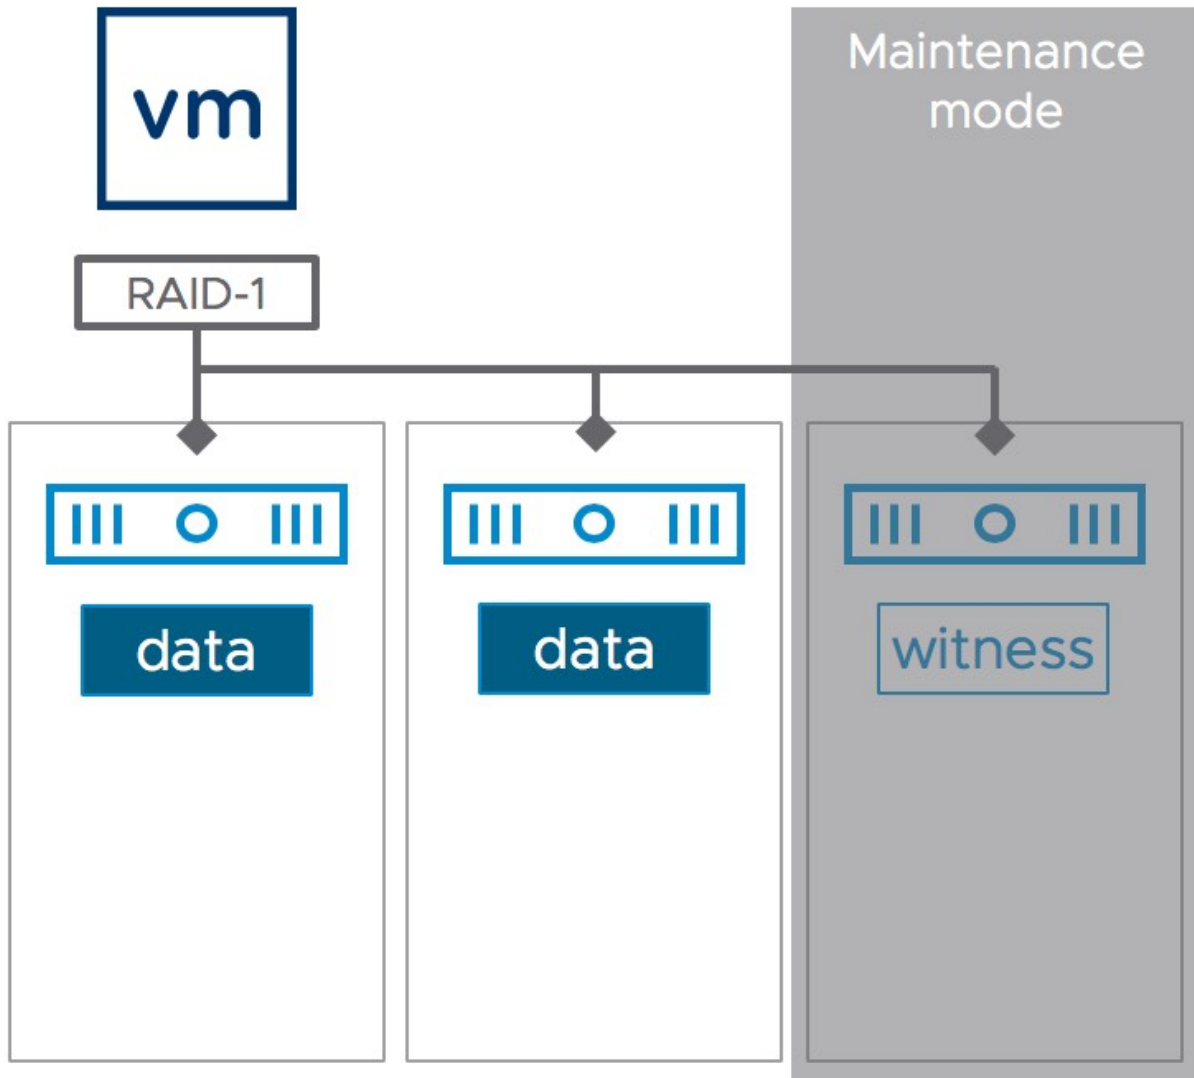 vm
Maintenance
mode
RAID-1
data
data
witness